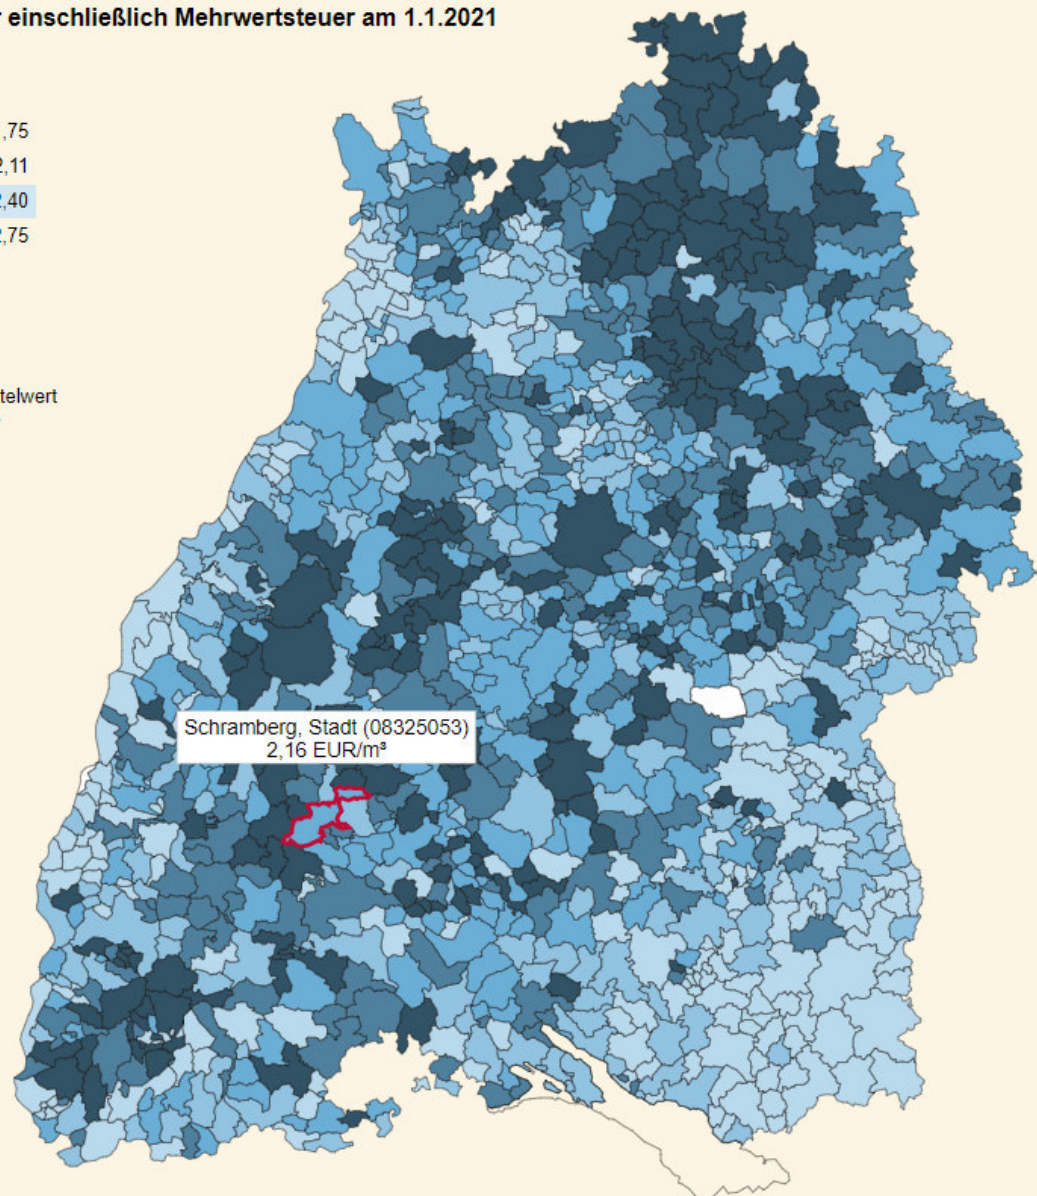 einschließlich Mehrwertsteuer am 1.1.2021
,75
2,11
2,40
2,75
telwert
Schramberg, Stadt (08325053)
2,16 EUR/m³